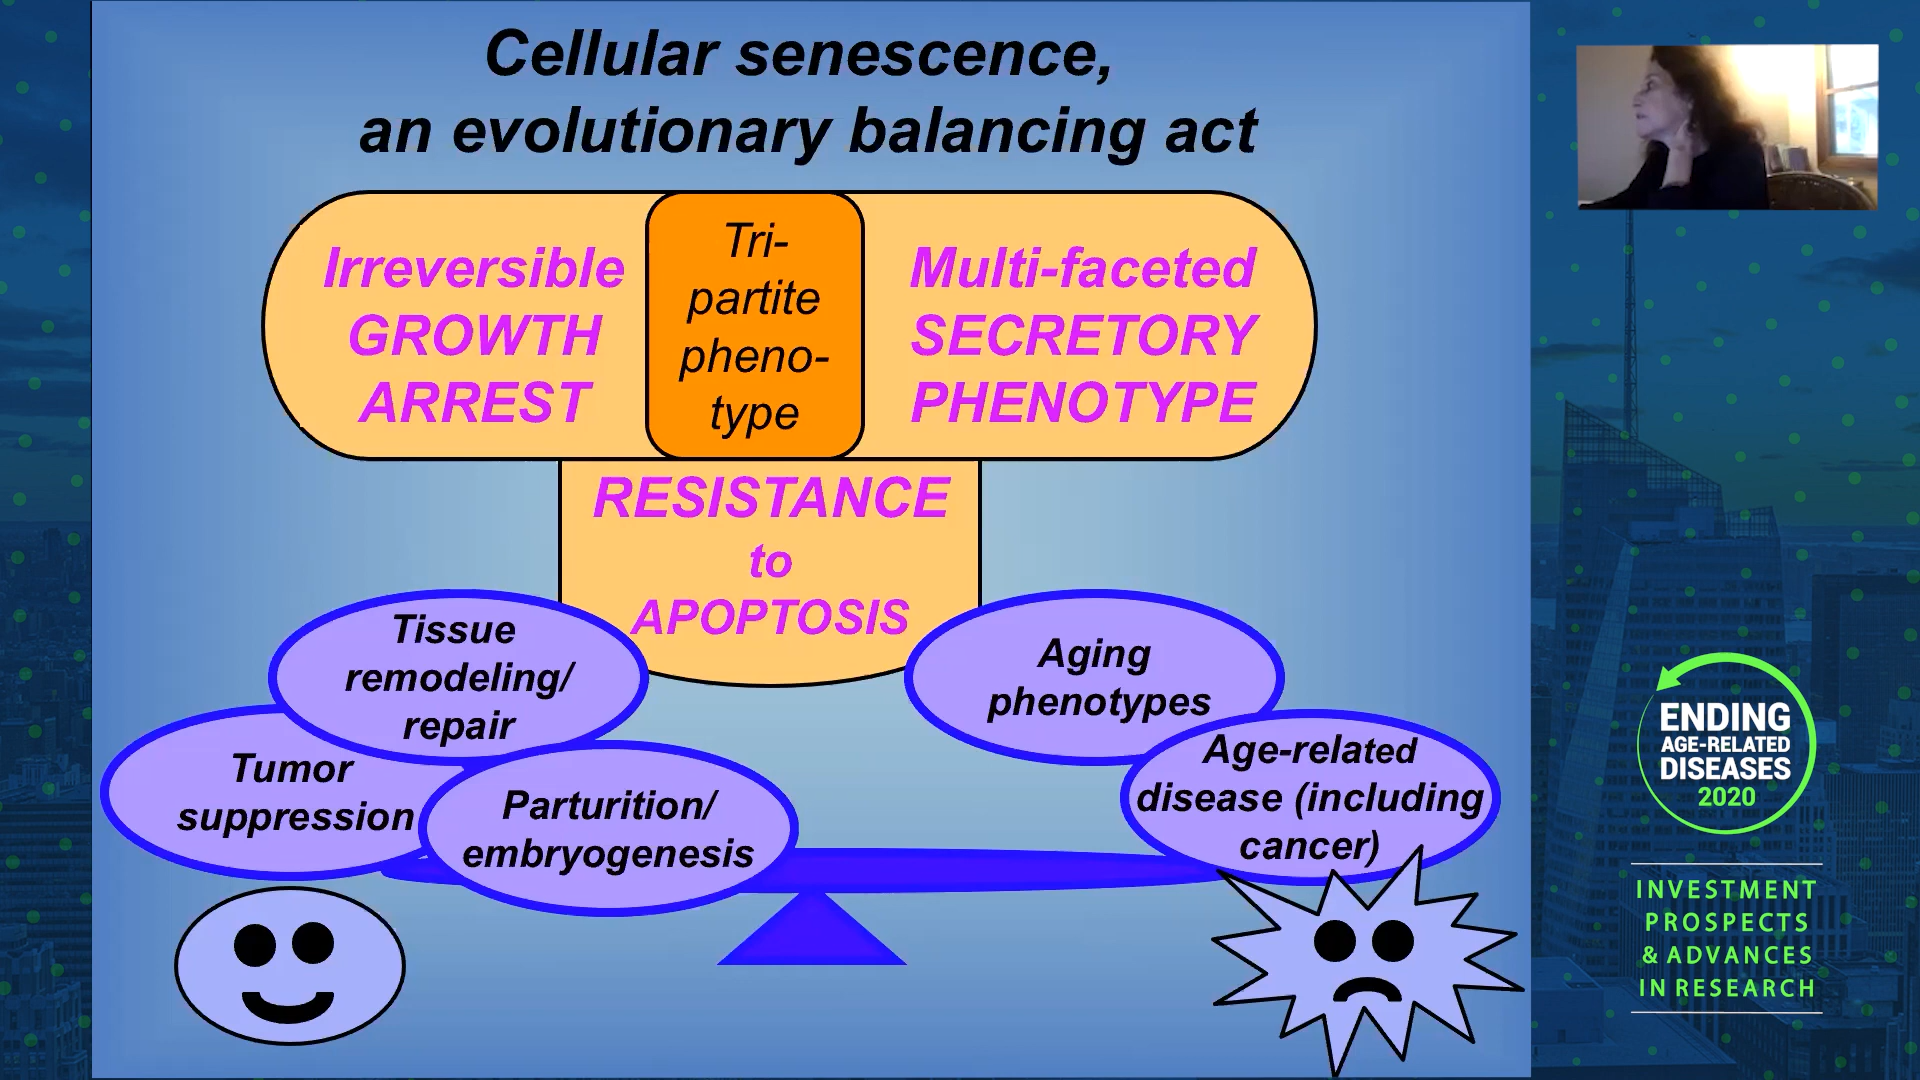 Cellular senescence,
an evolutionary balancing act
Irreversible
GROWTH
ARREST
Tri-
partite
pheno-
type
Multi-faceted
SECRETORY
PHENOTYPE
RESISTANCE
to
APOPTOSIS
Tissue
remodeling/
repair
Tumor
suppression
Parturition/
embryogenesis
Aging
phenotypes
Age-related
disease (including
cancer)
ENDING
AGE-RELATED
DISEASES
2020
INVESTMENT
PROSPECTS
& ADVANCES
IN RESEARCH